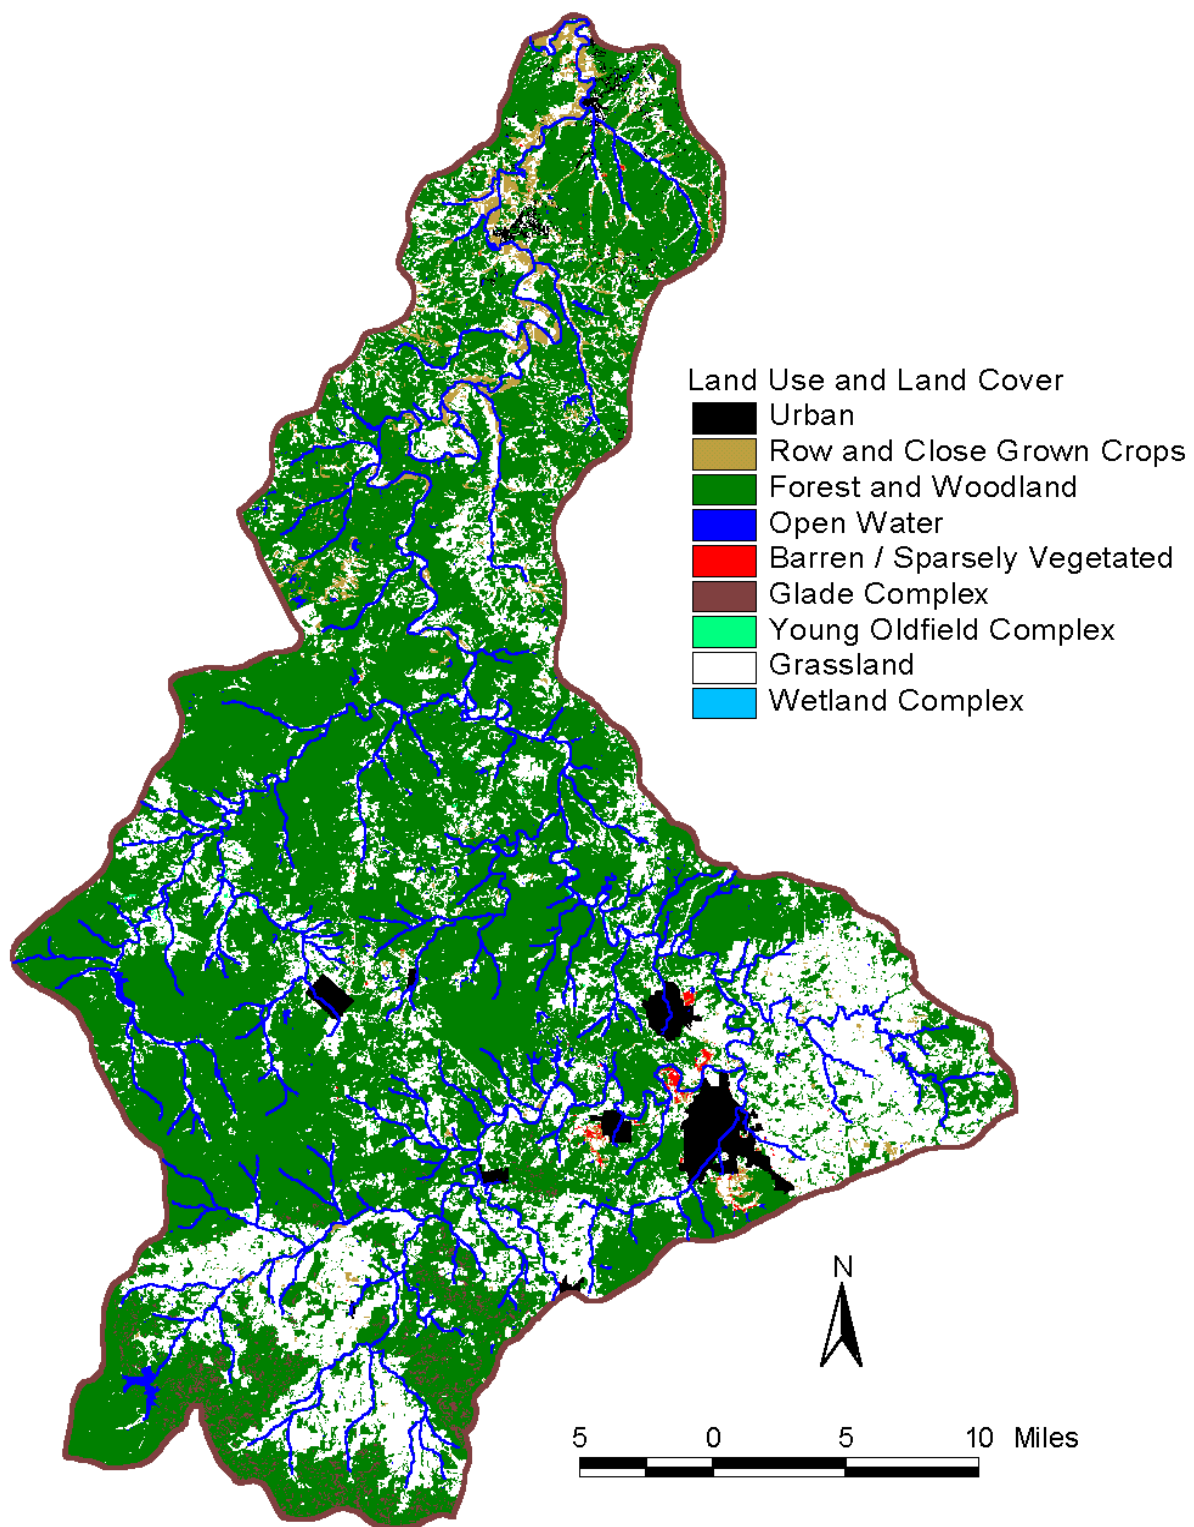 Land Use and Land Cover
Urban
Row and Close Grown Crops
Forest and Woodland
Open Water
Barren / Sparsely Vegetated
Glade Complex
Young Oldfield Complex
Grassland
Wetland Complex
N
5 0 5 10 Miles